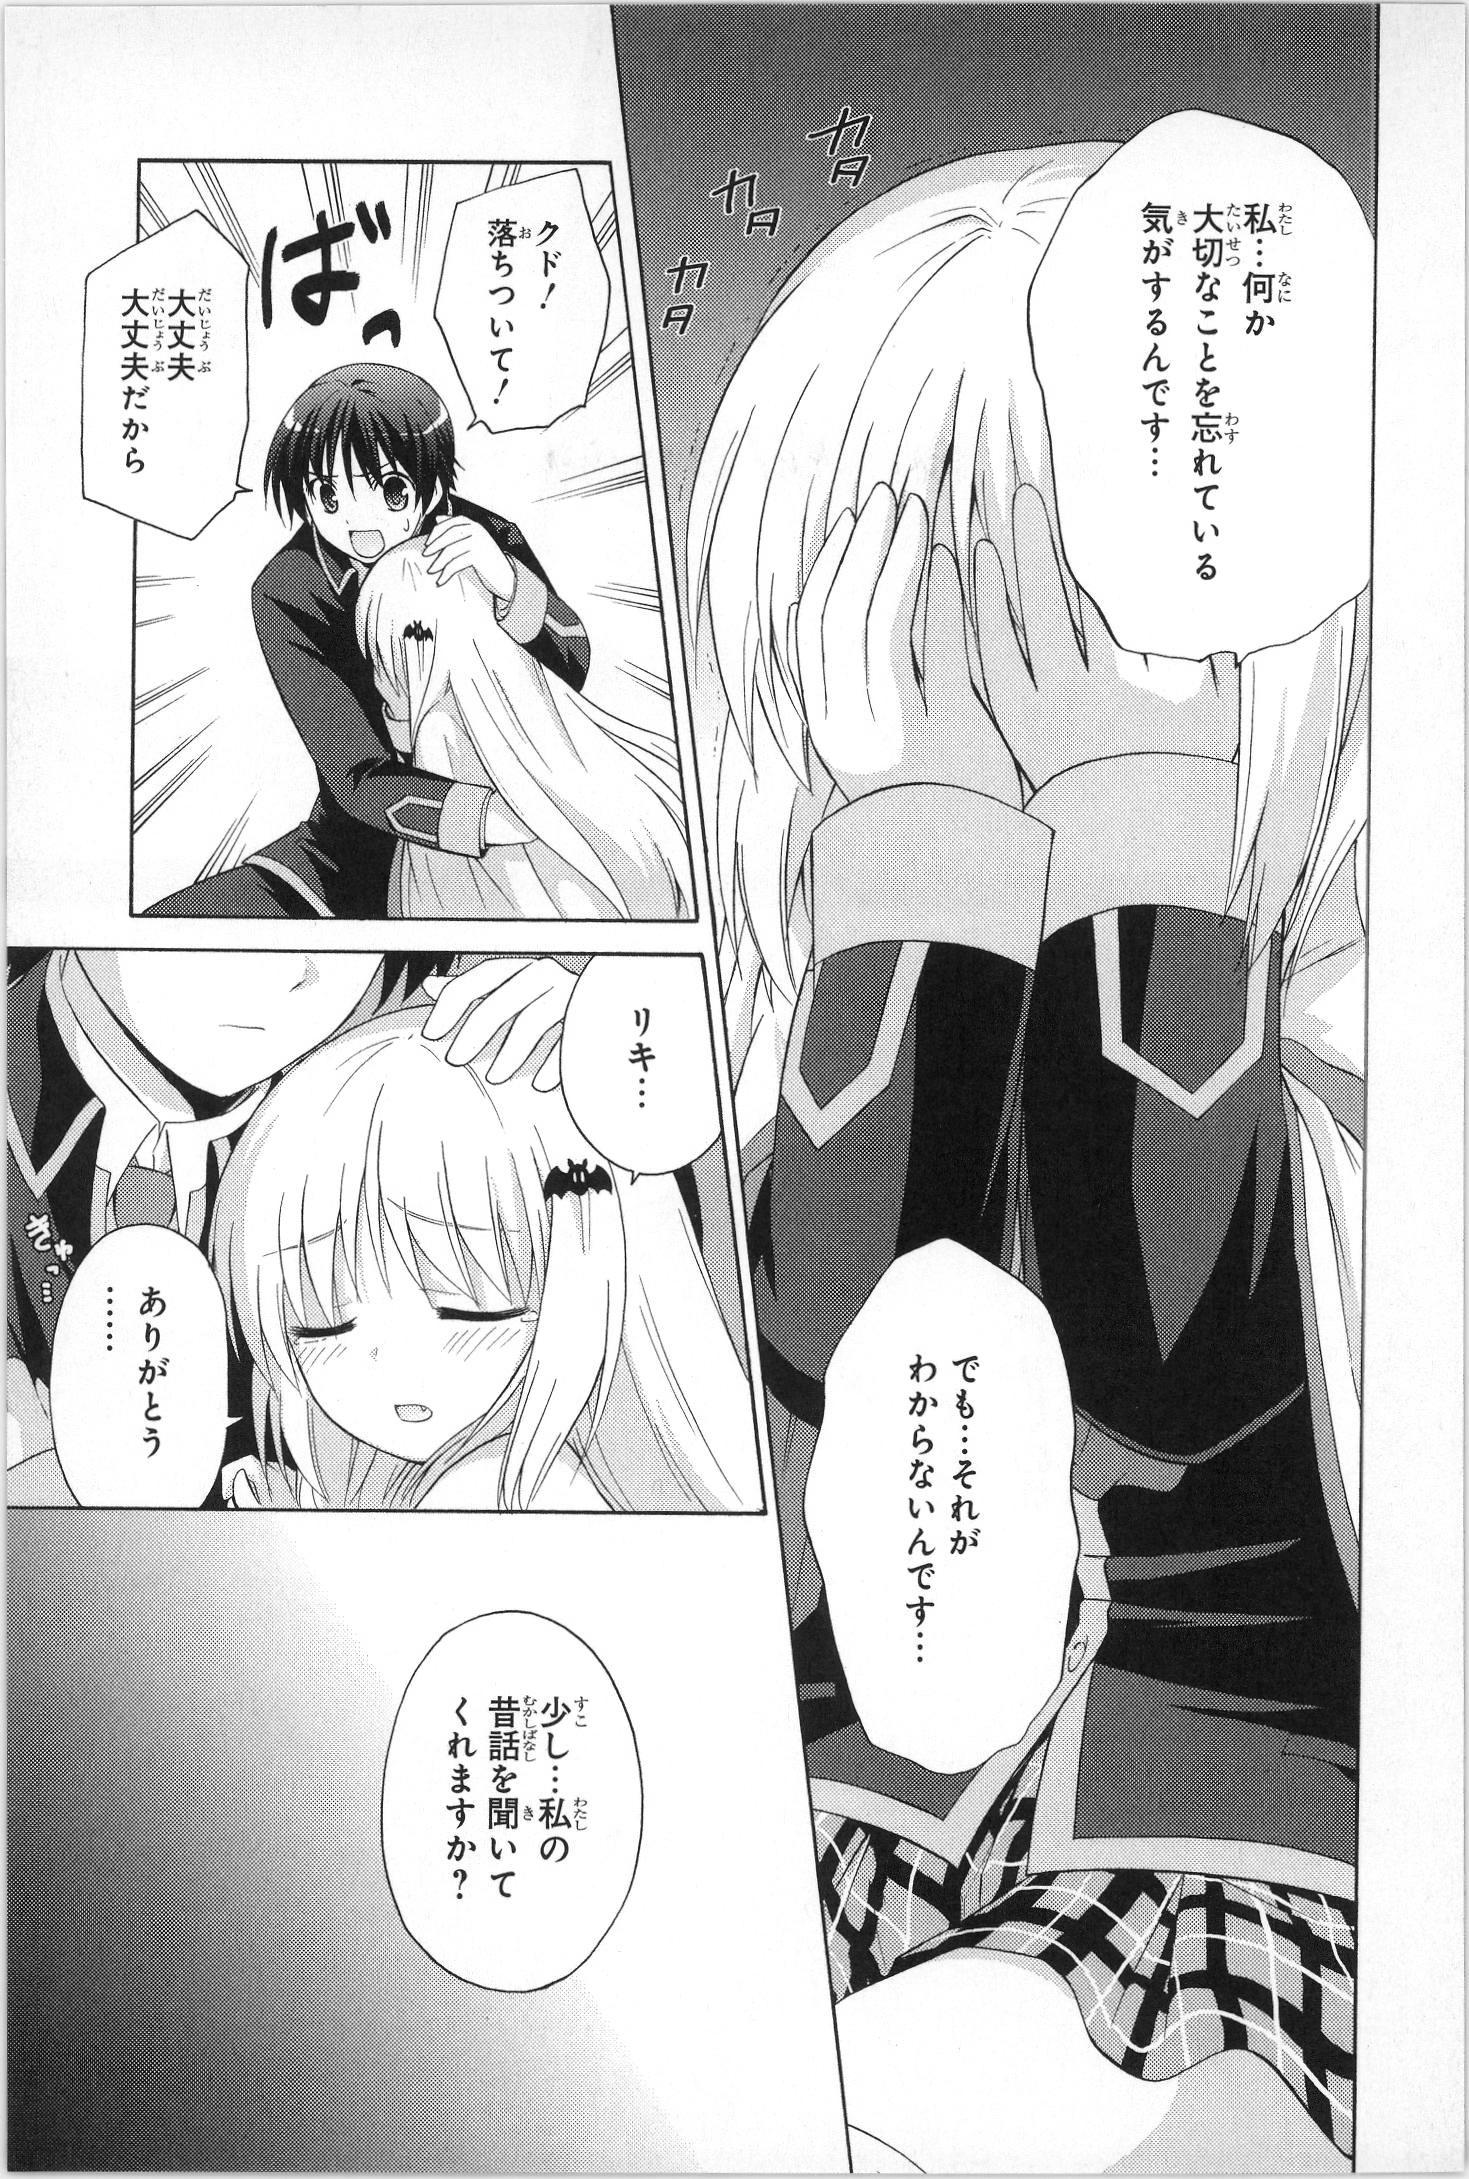 カタ
カタ
カタ
私…何か
大切なことを忘れている
気がするんです…
でも…それが
わからないんです…
クド！
落ちついて！
ばっ
大丈夫
大丈夫だから
リキ…
きゅっ…
ありがとう
……
少し…私の
昔話を聞いて
くれますか？